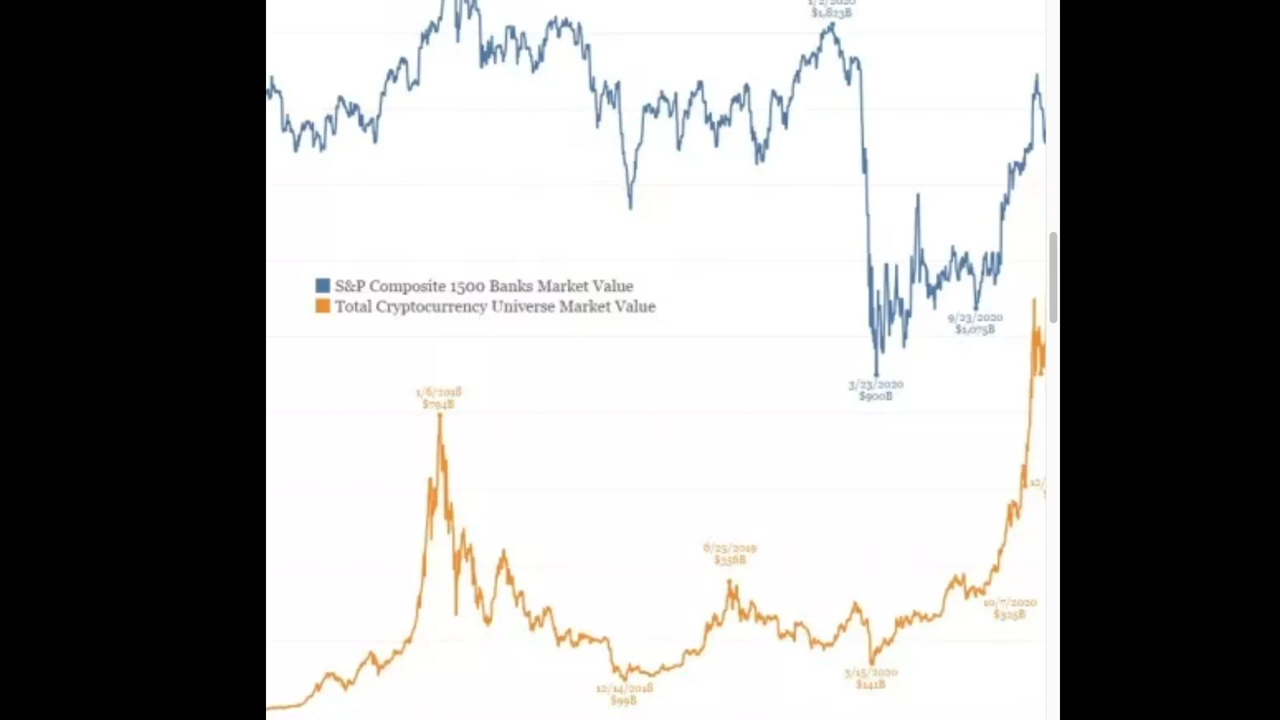 1/2/2020
$1,823B
S&P Composite 1500 Banks Market Value
Total Cryptocurrency Universe Market Value
9/23/2020
$1,075B
3/23/2020
$900B
1/6/2018
$794B
6/25/2019
$356B
10/7/2020
$325B
3/15/2020
$141B
12/14/2018
$99B